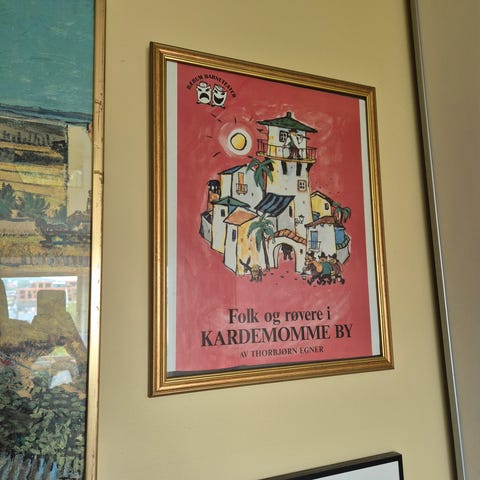 BÆRUM BARNETEATER
Folk og røvere i
KARDEMOMME BY
AV THORBJØRN EGNER